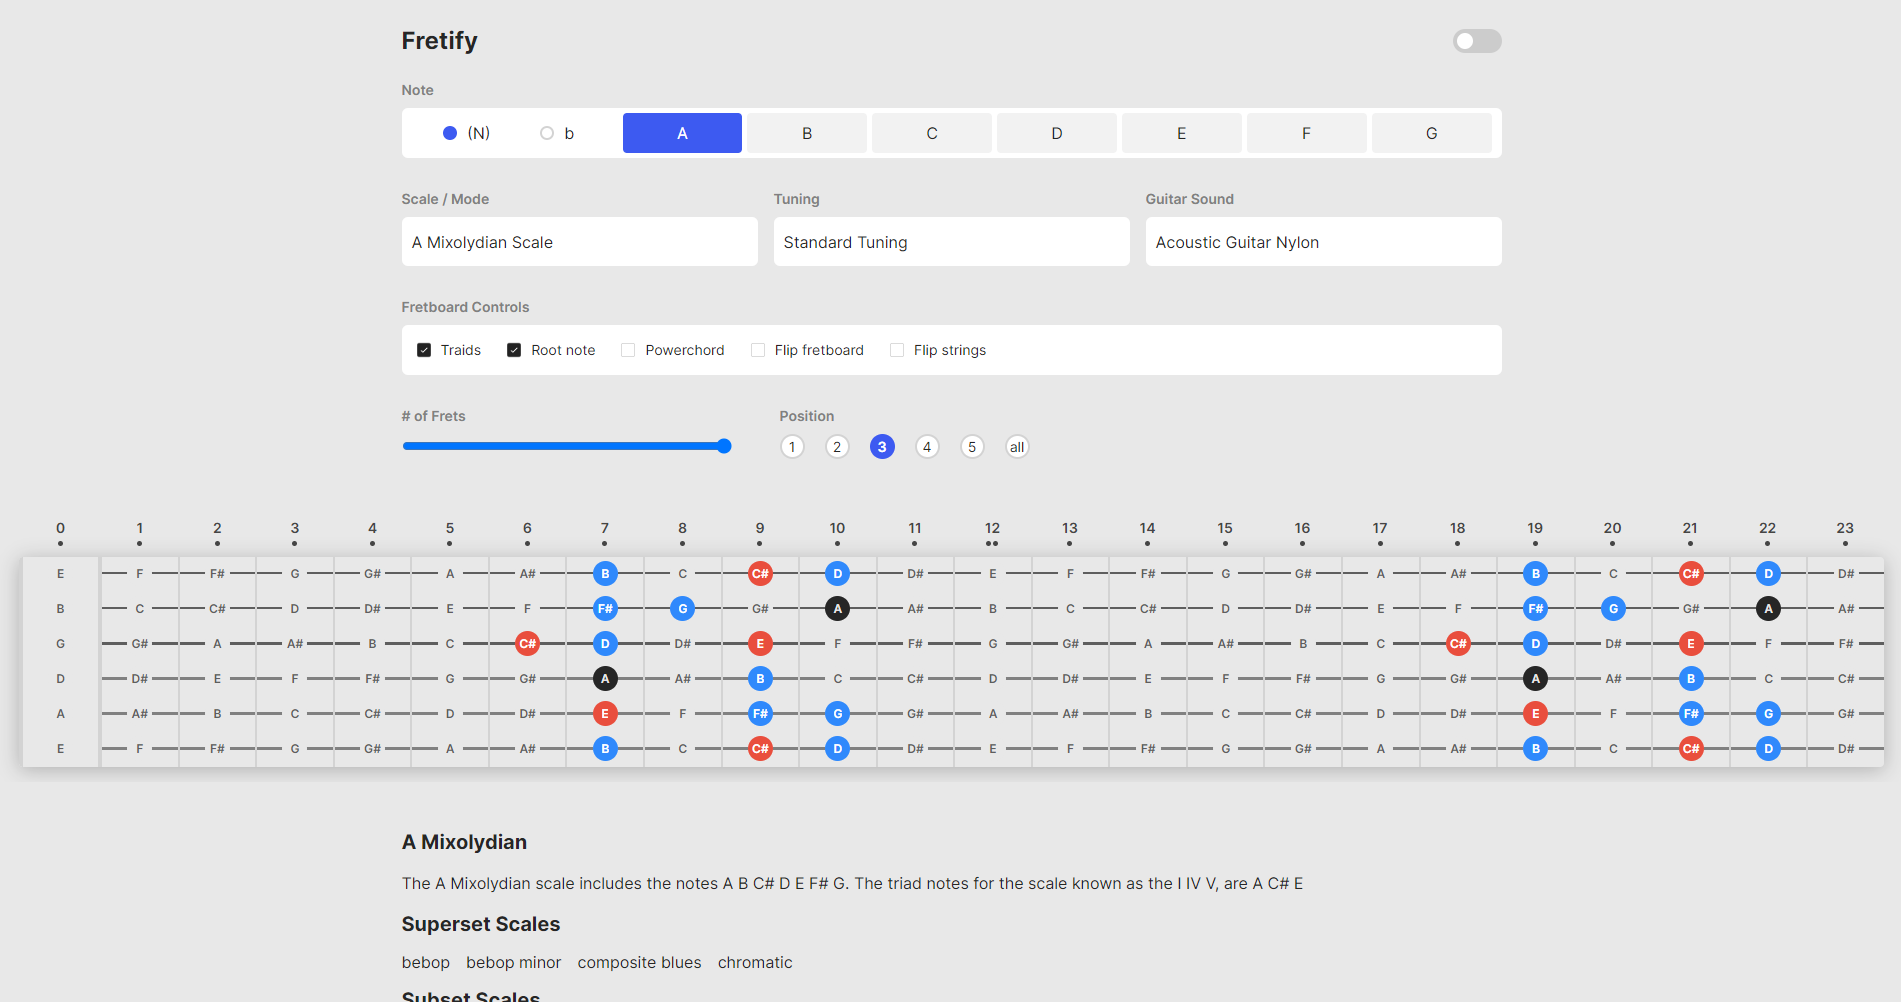 Fretify
Note
(N) b A B C D E F G
Scale / Mode Tuning Guitar Sound
A Mixolydian Scale Standard Tuning Acoustic Guitar Nylon
Fretboard Controls
Traids Root note Powerchord Flip fretboard Flip strings
# of Frets Position
1 2 3 4 5 all
0 1 2 3 4 5 6 7 8 9 10 11 12 13 14 15 16 17 18 19 20 21 22 23
E F F# G G# A A# B C C# D D# E F F# G G# A A# B C C# D D#
B C C# D D# E F F# G G# A A# B C C# D D# E F F# G G# A A#
G G# A A# B C C# D D# E F F# G G# A A# B C C# D D# E F F#
D D# E F F# G G# A A# B C C# D D# E F F# G G# A A# B C C#
A A# B C C# D D# E F F# G G# A A# B C C# D D# E F F# G G#
E F F# G G# A A# B C C# D D# E F F# G G# A A# B C C# D D#
A Mixolydian
The A Mixolydian scale includes the notes A B C# D E F# G. The triad notes for the scale known as the I IV V, are A C# E
Superset Scales
bebop bebop minor composite blues chromatic
Subset Scales